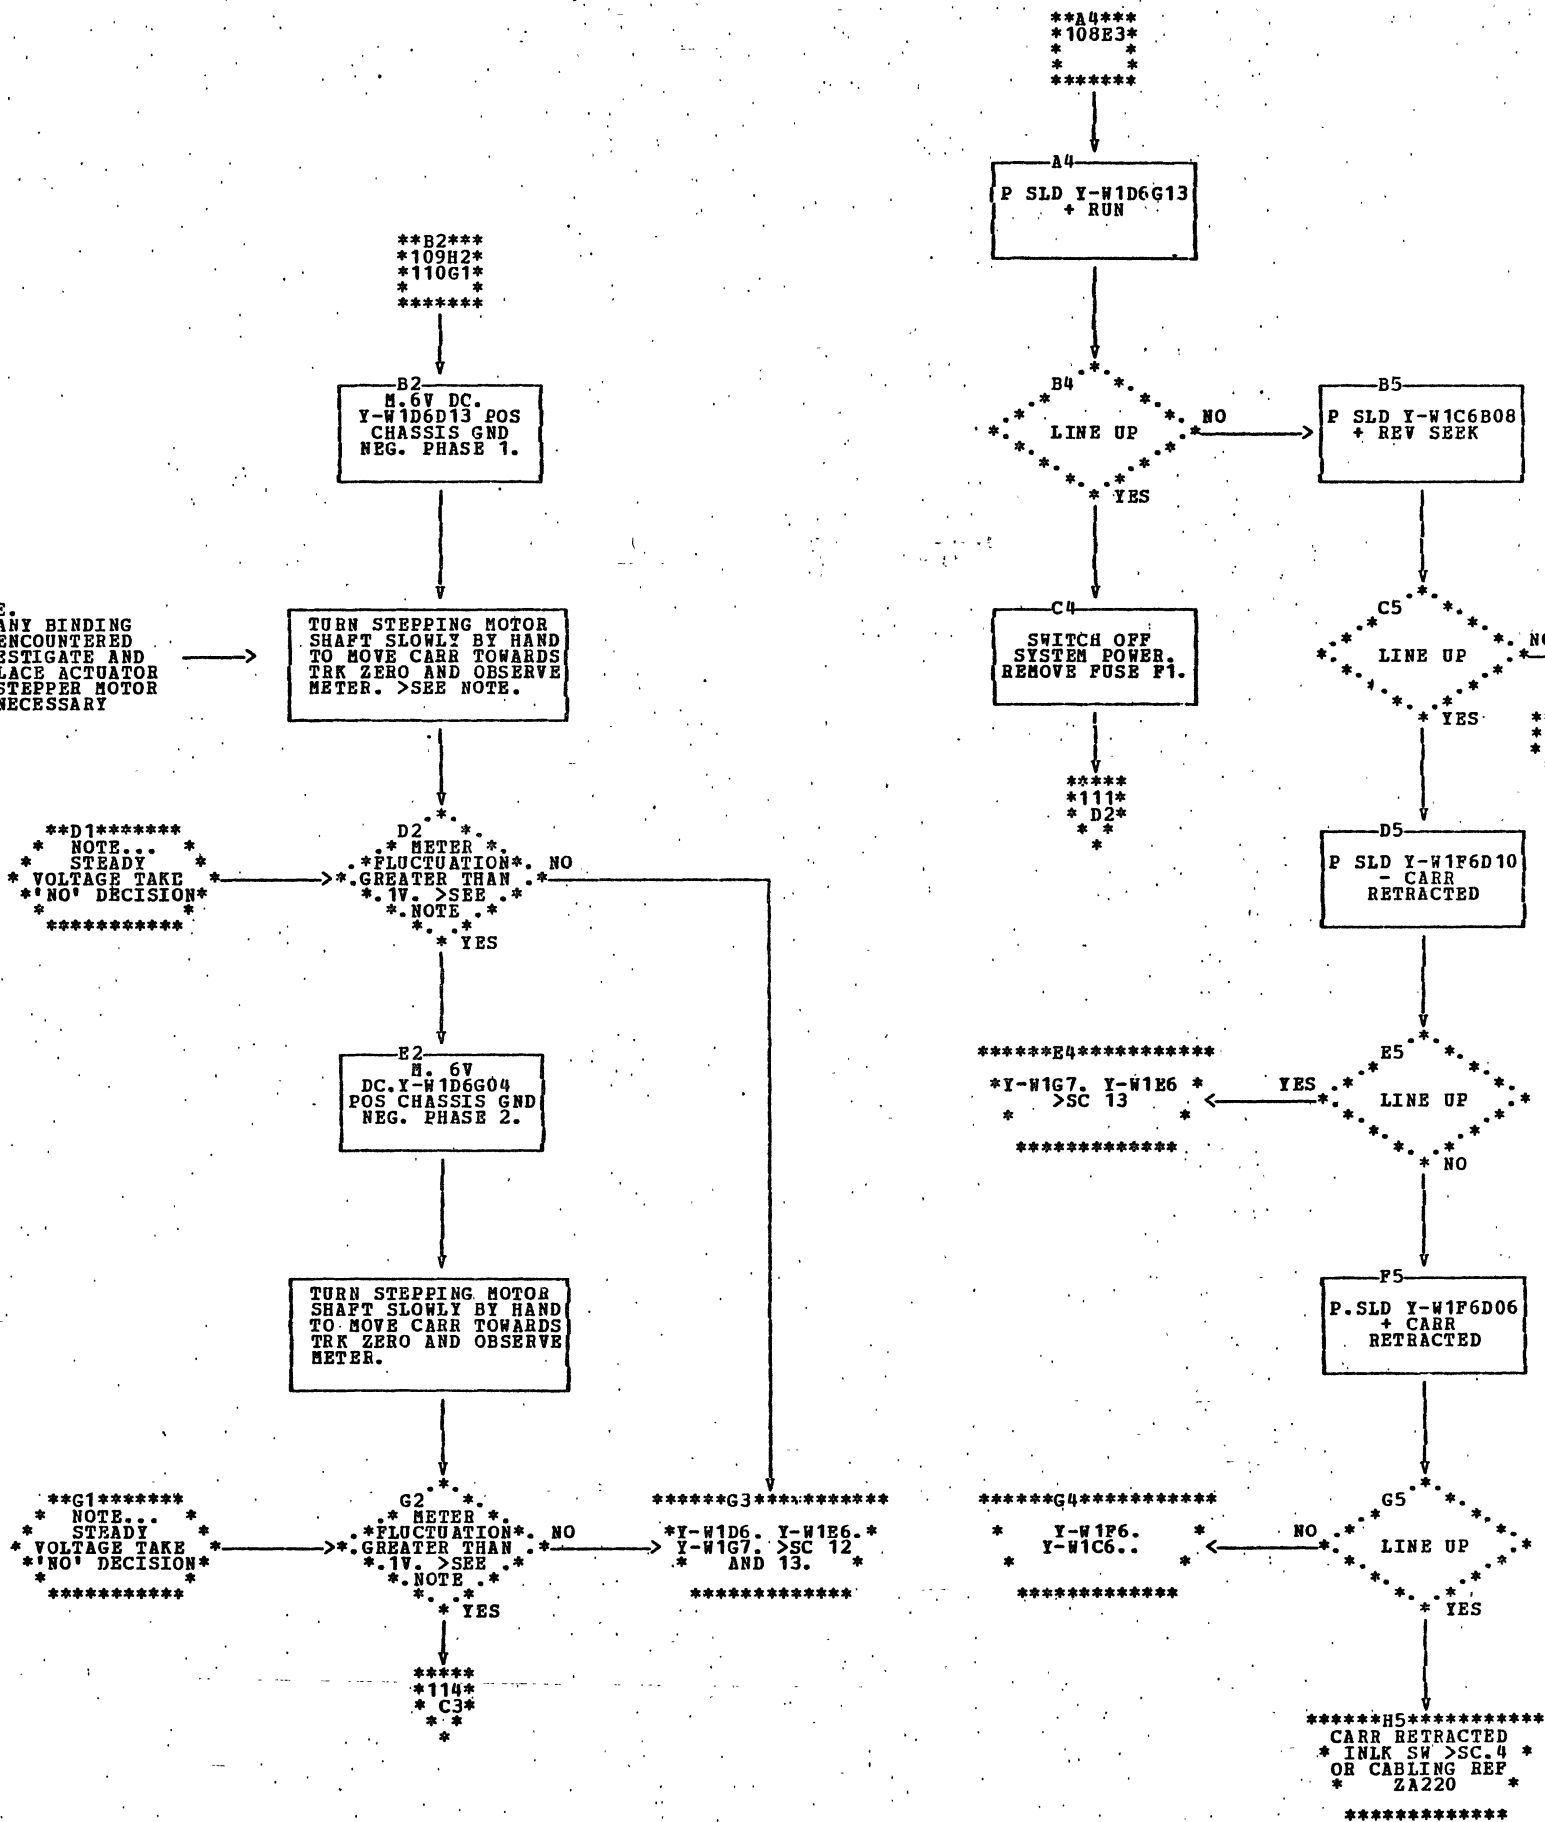 **A4***
*108E3*
*     *
*     *
*******
A4
P SLD Y-W1D6G13
+ RUN
**B2***
*109H2*
*110G1*
*     *
*******
B2
M.6V DC.
Y-W1D6D13 POS
CHASSIS GND
NEG. PHASE 1.
B4
LINE UP
NO
YES
B5
P SLD Y-W1C6B08
+ REV SEEK
E.
ANY BINDING
ENCOUNTERED
ESTIGATE AND
LACE ACTUATOR
STEPPER MOTOR
NECESSARY
TURN STEPPING MOTOR
SHAFT SLOWLY BY HAND
TO MOVE CARR TOWARDS
TRK ZERO AND OBSERVE
METER. >SEE NOTE.
C4
SWITCH OFF
SYSTEM POWER.
REMOVE FUSE F1.
C5
LINE UP
NO
YES
*****
*111*
* D2*
* *
*
**D1*******
* NOTE... *
* STEADY *
* VOLTAGE TAKE *
*'NO' DECISION*
* *
***********
D2
METER
*FLUCTUATION*. NO
GREATER THAN
.1V. >SEE
NOTE
YES
D5
P SLD Y-W1F6D10
- CARR
RETRACTED
E2
M. 6V
DC.Y-W1D6G04
POS CHASSIS GND
NEG. PHASE 2.
******E4***********
*Y-W1G7. Y-W1E6 *
>SC 13
* *
*************
E5
YES
LINE UP
NO
TURN STEPPING MOTOR
SHAFT SLOWLY BY HAND
TO MOVE CARR TOWARDS
TRK ZERO AND OBSERVE
METER.
F5
P.SLD Y-W1F6D06
+ CARR
RETRACTED
**G1*******
* NOTE... *
* STEADY *
* VOLTAGE TAKE *
*'NO' DECISION*
* *
***********
G2
METER
*FLUCTUATION*. NO
GREATER THAN
.1V. >SEE
NOTE
YES
******G3***********
*Y-W1D6. Y-W1E6.*
Y-W1G7. >SC 12
* AND 13. *
*************
******G4***********
* Y-W1F6. *
Y-W1C6..
* *
*************
G5
NO
LINE UP
YES
*****
*114*
* C3*
* *
*
******H5***********
CARR RETRACTED
* INLK SW >SC.4 *
OR CABLING REF
* ZA220 *
*************